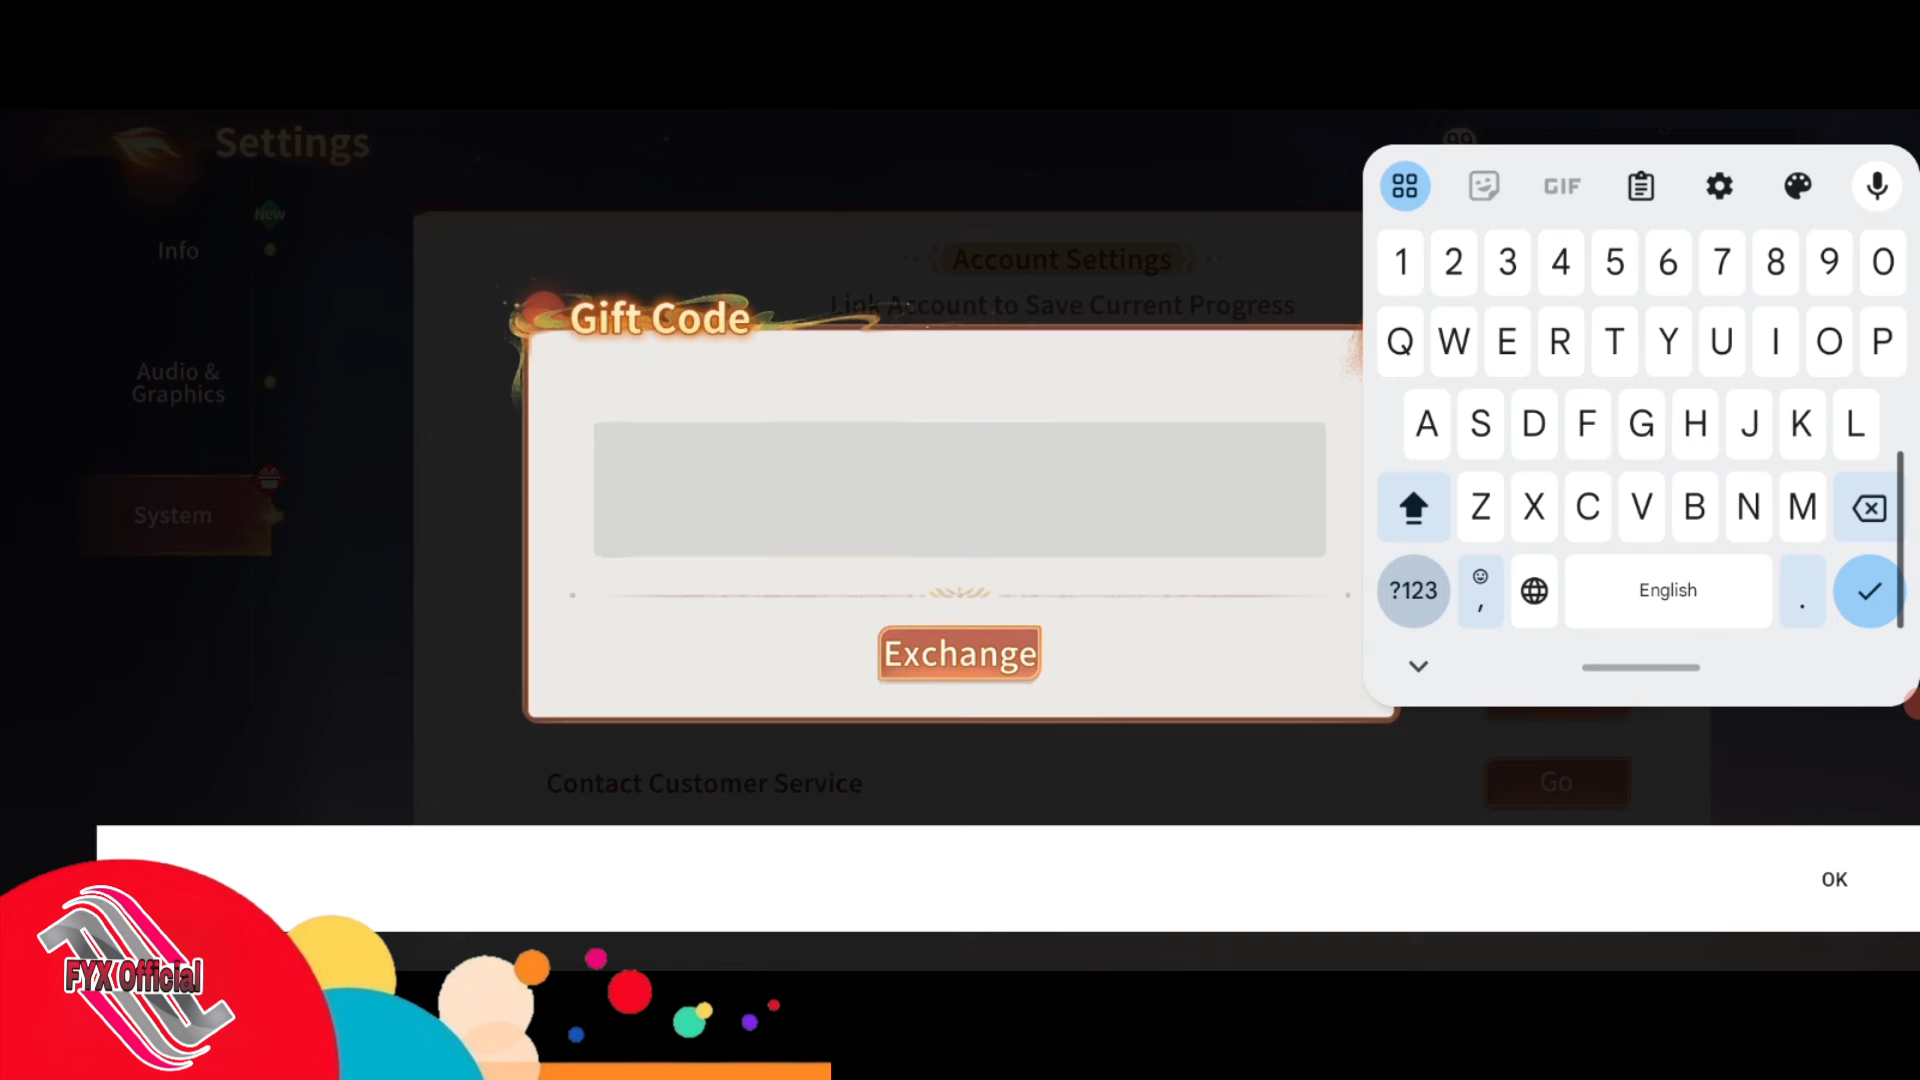 Settings
New
Info
Audio &
Graphics
System
99
Account Settings
Link Account to Save Current Progress
Gift Code
Exchange
Contact Customer Service
Go
GIF
1 2 3 4 5 6 7 8 9 0
Q W E R T Y U I O P
A S D F G H J K L
Z X C V B N M
?123 , English .
OK
FYX Official